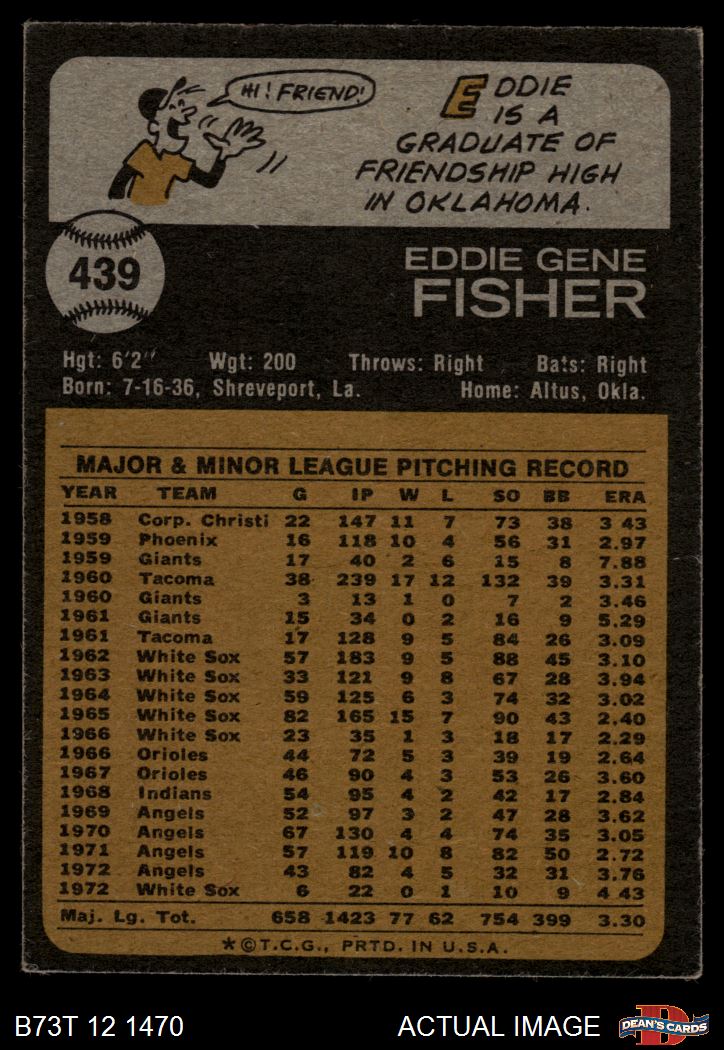 HI! FRIEND!
EDDIE
IS A
GRADUATE OF
FRIENDSHIP HIGH
IN OKLAHOMA.
439
EDDIE GENE
FISHER
Hgt: 6'2" Wgt: 200 Throws: Right Bats: Right
Born: 7-16-36, Shreveport, La. Home: Altus, Okla.
MAJOR & MINOR LEAGUE PITCHING RECORD
YEAR TEAM G IP W L SO BB ERA
1958 Corp. Christi 22 147 11 7 73 38 3 43
1959 Phoenix 16 118 10 4 56 31 2.97
1959 Giants 17 40 2 6 15 8 7.88
1960 Tacoma 38 239 17 12 132 39 3.31
1960 Giants 3 13 1 0 7 2 3.46
1961 Giants 15 34 0 2 16 9 5.29
1961 Tacoma 17 128 9 5 84 26 3.09
1962 White Sox 57 183 9 5 88 45 3.10
1963 White Sox 33 121 9 8 67 28 3.94
1964 White Sox 59 125 6 3 74 32 3.02
1965 White Sox 82 165 15 7 90 43 2.40
1966 White Sox 23 35 1 3 18 17 2.29
1966 Orioles 44 72 5 3 39 19 2.64
1967 Orioles 46 90 4 3 53 26 3.60
1968 Indians 54 95 4 2 42 17 2.84
1969 Angels 52 97 3 2 47 28 3.62
1970 Angels 67 130 4 4 74 35 3.05
1971 Angels 57 119 10 8 82 50 2.72
1972 Angels 43 82 4 5 32 31 3.76
1972 White Sox 6 22 0 1 10 9 4 43
Maj. Lg. Tot. 658 1423 77 62 754 399 3.30
*©T.C.G., PRTD. IN U.S.A.
B73T 12 1470 ACTUAL IMAGE DEAN'S CARDS